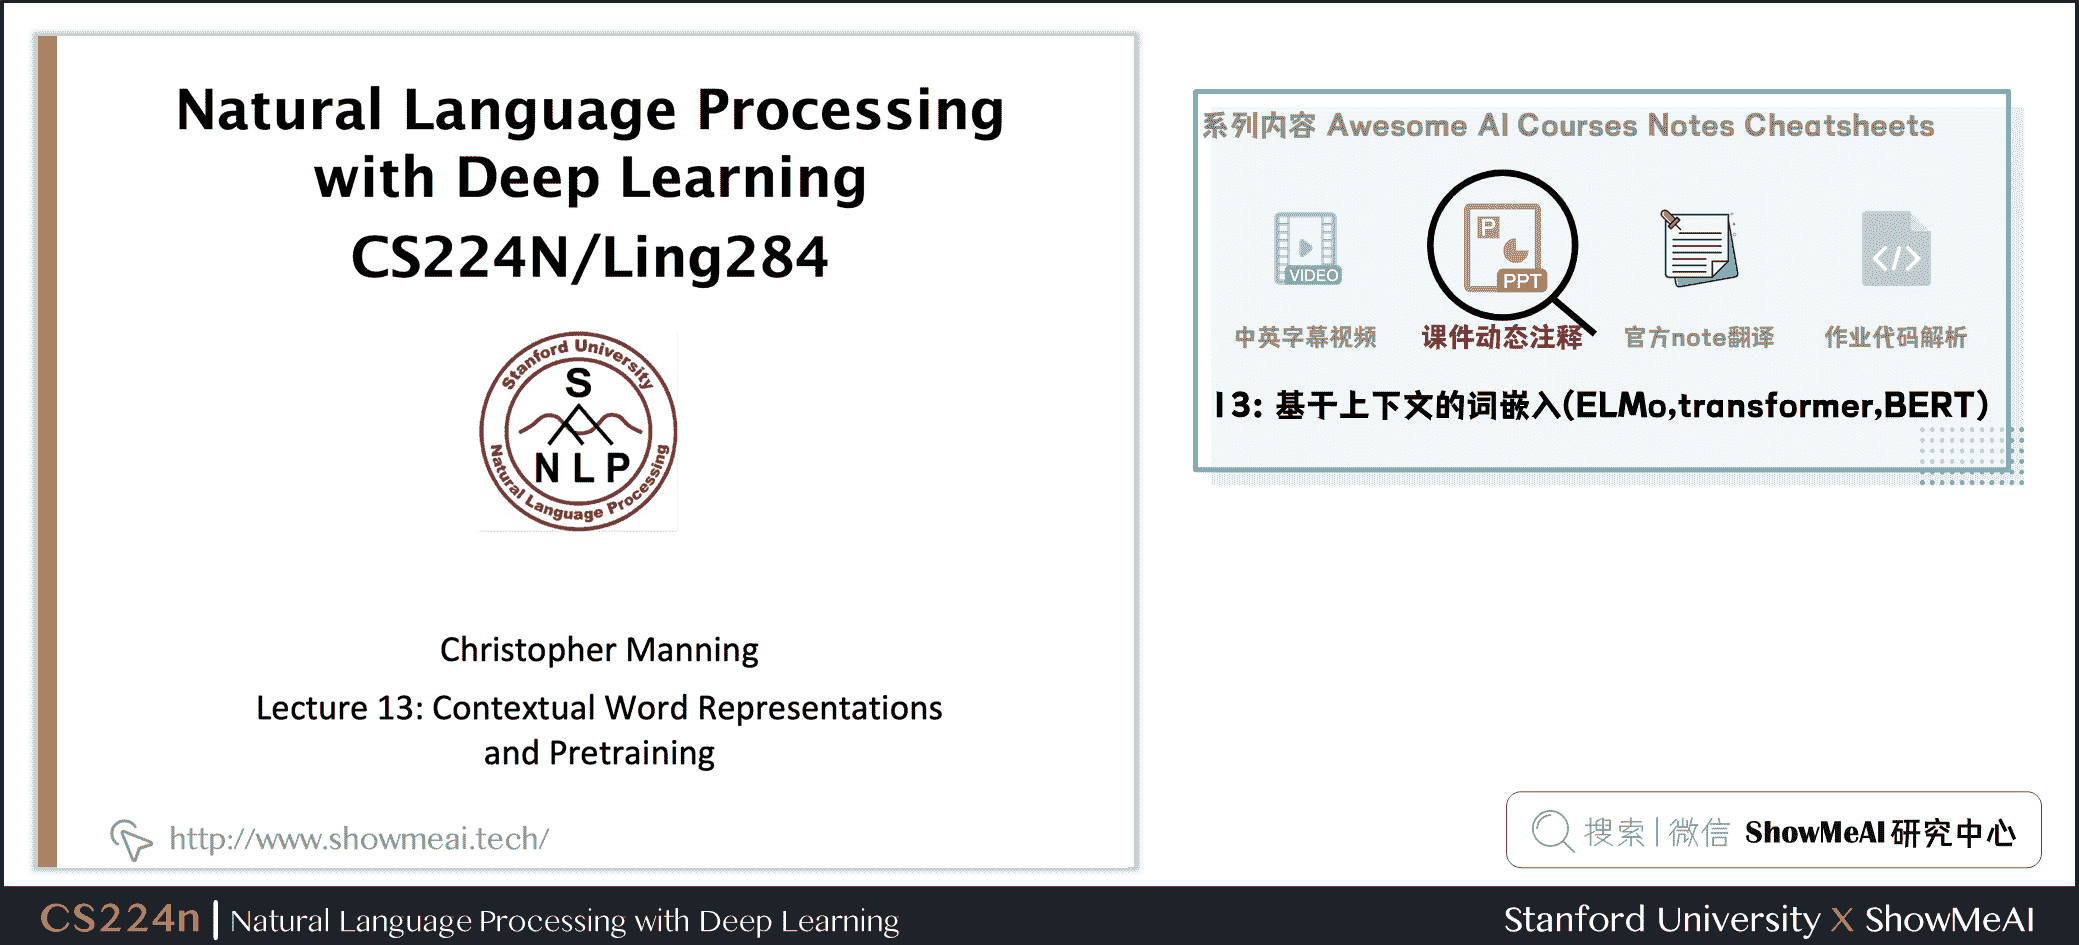 Natural Language Processing
with Deep Learning
CS224N/Ling284
Stanford University
S
N L P
Natural Language Processing
Christopher Manning
Lecture 13: Contextual Word Representations
and Pretraining
http://www.showmeai.tech/
系列内容 Awesome AI Courses Notes Cheatsheets
VIDEO
P
PPT
</>
中英字幕视频
课件动态注释
官方note翻译
作业代码解析
13: 基于上下文的词嵌入(ELMo,transformer,BERT)
搜索|微信 ShowMeAI研究中心
CS224n | Natural Language Processing with Deep Learning
Stanford University X ShowMeAI